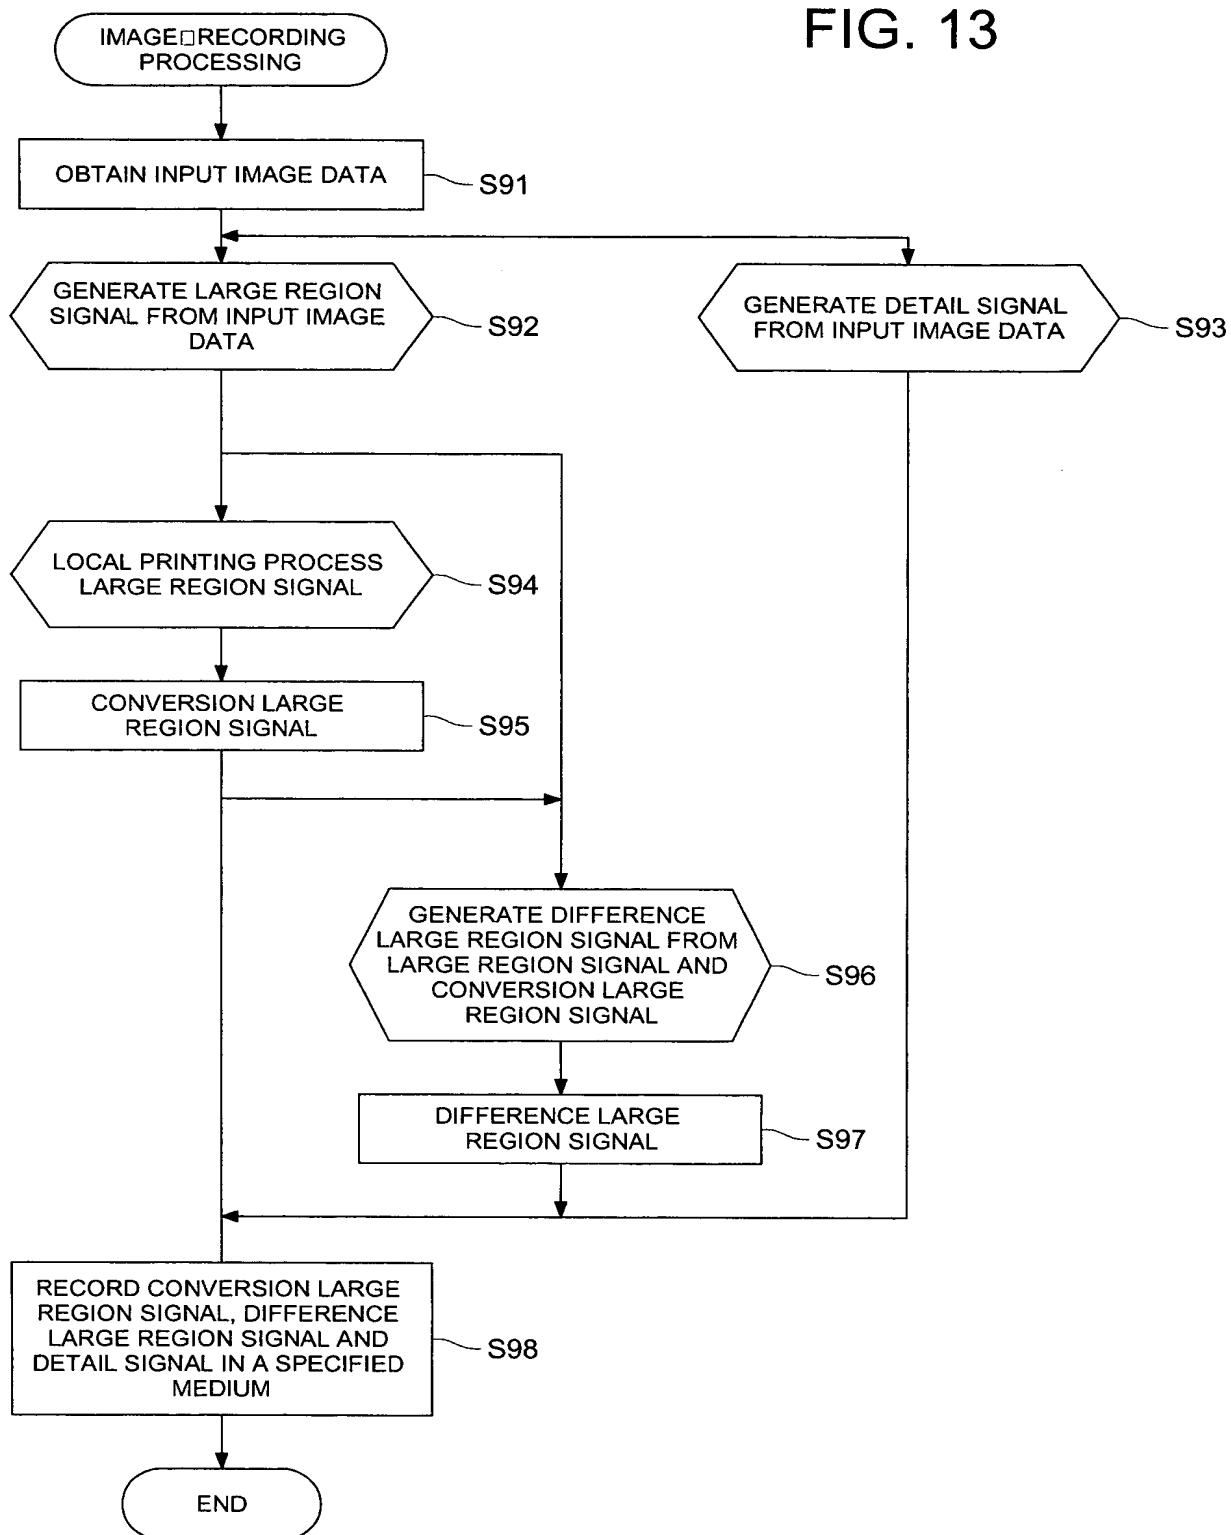 FIG. 13
IMAGE□RECORDING
PROCESSING
OBTAIN INPUT IMAGE DATA
S91
GENERATE LARGE REGION
SIGNAL FROM INPUT IMAGE
DATA
S92
GENERATE DETAIL SIGNAL
FROM INPUT IMAGE DATA
S93
LOCAL PRINTING PROCESS
LARGE REGION SIGNAL
S94
CONVERSION LARGE
REGION SIGNAL
S95
GENERATE DIFFERENCE
LARGE REGION SIGNAL FROM
LARGE REGION SIGNAL AND
CONVERSION LARGE
REGION SIGNAL
S96
DIFFERENCE LARGE
REGION SIGNAL
S97
RECORD CONVERSION LARGE
REGION SIGNAL, DIFFERENCE
LARGE REGION SIGNAL AND
DETAIL SIGNAL IN A SPECIFIED
MEDIUM
S98
END